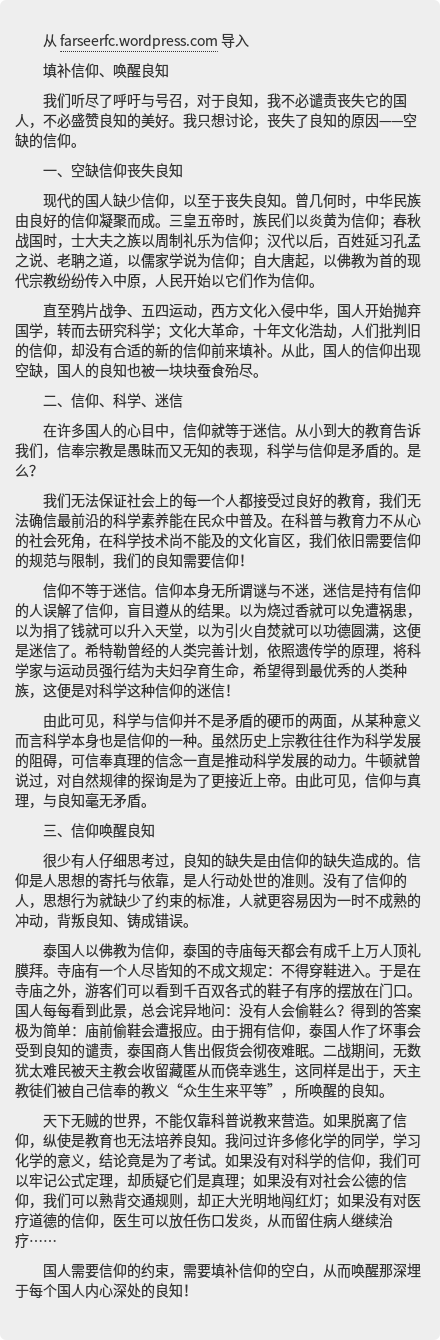 从 farseerfc.wordpress.com 导入
填补信仰、唤醒良知
我们听尽了呼吁与号召，对于良知，我不必谴责丧失它的国
人，不必盛赞良知的美好。我只想讨论，丧失了良知的原因——空
缺的信仰。
一、空缺信仰丧失良知
现代的国人缺少信仰，以至于丧失良知。曾几何时，中华民族
由良好的信仰凝聚而成。三皇五帝时，族民们以炎黄为信仰；春秋
战国时，士大夫之族以周制礼乐为信仰；汉代以后，百姓延习孔孟
之说、老聃之道，以儒家学说为信仰；自大唐起，以佛教为首的现
代宗教纷纷传入中原，人民开始以它们作为信仰。
直至鸦片战争、五四运动，西方文化入侵中华，国人开始抛弃
国学，转而去研究科学；文化大革命，十年文化浩劫，人们批判旧
的信仰，却没有合适的新的信仰前来填补。从此，国人的信仰出现
空缺，国人的良知也被一块块蚕食殆尽。
二、信仰、科学、迷信
在许多国人的心目中，信仰就等于迷信。从小到大的教育告诉
我们，信奉宗教是愚昧而又无知的表现，科学与信仰是矛盾的。是
么？
我们无法保证社会上的每一个人都接受过良好的教育，我们无
法确信最前沿的科学素养能在民众中普及。在科普与教育力不从心
的社会死角，在科学技术尚不能及的文化盲区，我们依旧需要信仰
的规范与限制，我们的良知需要信仰！
信仰不等于迷信。信仰本身无所谓谜与不迷，迷信是持有信仰
的人误解了信仰，盲目遵从的结果。以为烧过香就可以免遭祸患，
以为捐了钱就可以升入天堂，以为引火自焚就可以功德圆满，这便
是迷信了。希特勒曾经的人类完善计划，依照遗传学的原理，将科
学家与运动员强行结为夫妇孕育生命，希望得到最优秀的人类种
族，这便是对科学这种信仰的迷信！
由此可见，科学与信仰并不是矛盾的硬币的两面，从某种意义
而言科学本身也是信仰的一种。虽然历史上宗教往往作为科学发展
的阻碍，可信奉真理的信念一直是推动科学发展的动力。牛顿就曾
说过，对自然规律的探询是为了更接近上帝。由此可见，信仰与真
理，与良知毫无矛盾。
三、信仰唤醒良知
很少有人仔细思考过，良知的缺失是由信仰的缺失造成的。信
仰是人思想的寄托与依靠，是人行动处世的准则。没有了信仰的
人，思想行为就缺少了约束的标准，人就更容易因为一时不成熟的
冲动，背叛良知、铸成错误。
泰国人以佛教为信仰，泰国的寺庙每天都会有成千上万人顶礼
膜拜。寺庙有一个人尽皆知的不成文规定：不得穿鞋进入。于是在
寺庙之外，游客们可以看到千百双各式的鞋子有序的摆放在门口。
国人每每看到此景，总会诧异地问：没有人会偷鞋么？得到的答案
极为简单：庙前偷鞋会遭报应。由于拥有信仰，泰国人作了坏事会
受到良知的谴责，泰国商人售出假货会彻夜难眠。二战期间，无数
犹太难民被天主教会收留藏匿从而侥幸逃生，这同样是出于，天主
教徒们被自己信奉的教义“众生生来平等”，所唤醒的良知。
天下无贼的世界，不能仅靠科普说教来营造。如果脱离了信
仰，纵使是教育也无法培养良知。我问过许多修化学的同学，学习
化学的意义，结论竟是为了考试。如果没有对科学的信仰，我们可
以牢记公式定理，却质疑它们是真理；如果没有对社会公德的信
仰，我们可以熟背交通规则，却正大光明地闯红灯；如果没有对医
疗道德的信仰，医生可以放任伤口发炎，从而留住病人继续治
疗……
国人需要信仰的约束，需要填补信仰的空白，从而唤醒那深埋
于每个国人内心深处的良知！